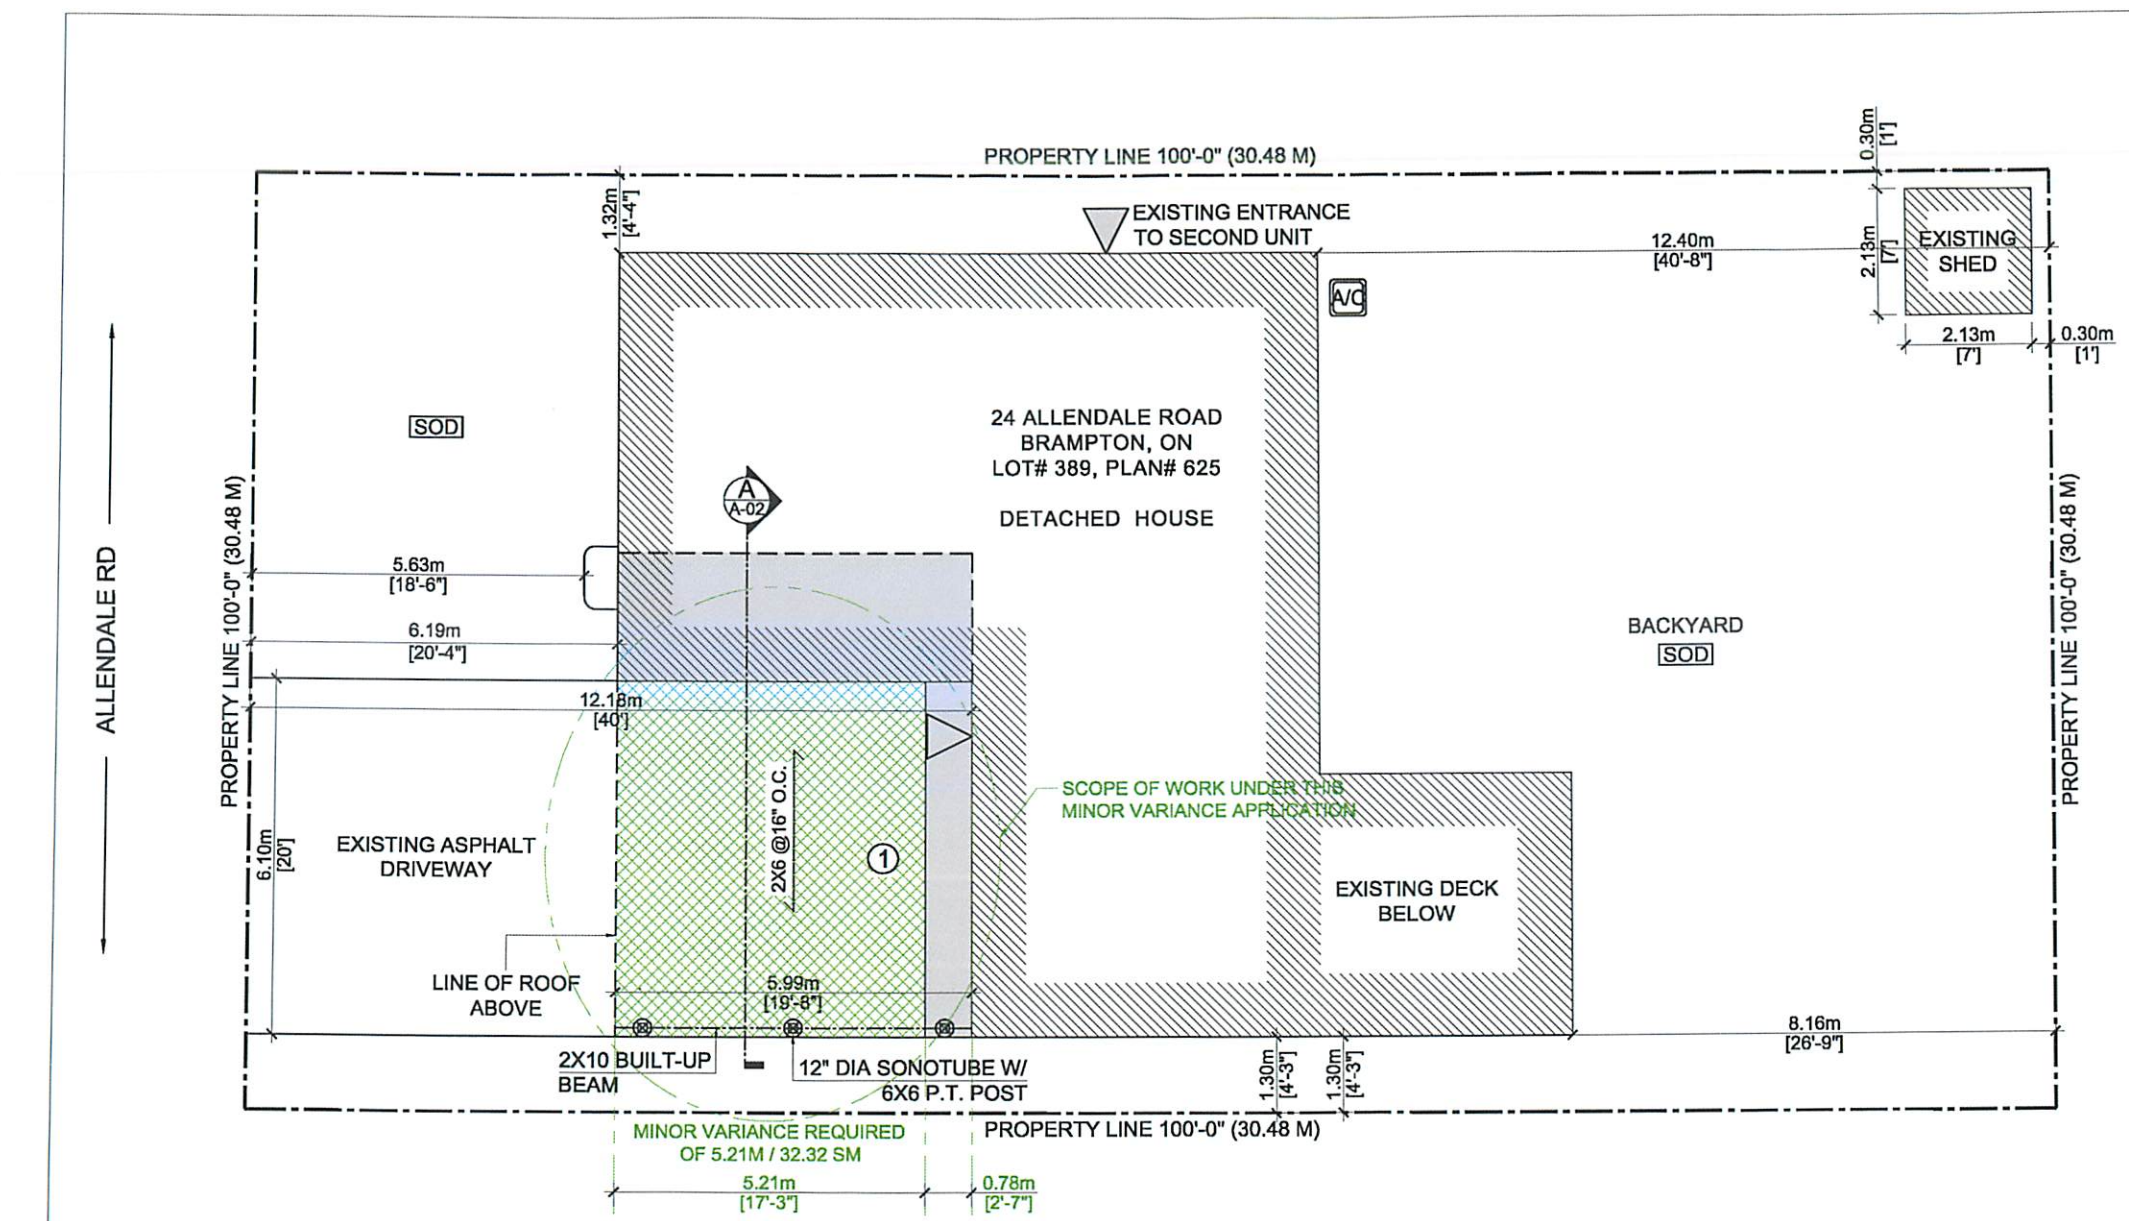 PROPERTY LINE 100'-0" (30.48 M)
0.30m
[1']
1.32m
[4'-4"]
EXISTING ENTRANCE
TO SECOND UNIT
12.40m
[40'-8"]
2.13m
[7']
EXISTING
SHED
A/C
2.13m
[7']
0.30m
[1']
SOD
24 ALLENDALE ROAD
BRAMPTON, ON
LOT# 389, PLAN# 625
DETACHED HOUSE
A
A-02
ALLENDALE RD
PROPERTY LINE 100'-0" (30.48 M)
5.63m
[18'-6"]
6.19m
[20'-4"]
12.18m
[40']
BACKYARD
SOD
PROPERTY LINE 100'-0" (30.48 M)
2X6 @16" O.C.
1
SCOPE OF WORK UNDER THIS
MINOR VARIANCE APPLICATION
6.10m
[20']
EXISTING ASPHALT
DRIVEWAY
EXISTING DECK
BELOW
LINE OF ROOF
ABOVE
5.99m
[19'-8"]
8.16m
[26'-9"]
2X10 BUILT-UP
BEAM
12" DIA SONOTUBE W/
6X6 P.T. POST
1.30m
[4'-3"]
1.30m
[4'-3"]
MINOR VARIANCE REQUIRED
OF 5.21M / 32.32 SM
PROPERTY LINE 100'-0" (30.48 M)
5.21m
[17'-3"]
0.78m
[2'-7"]